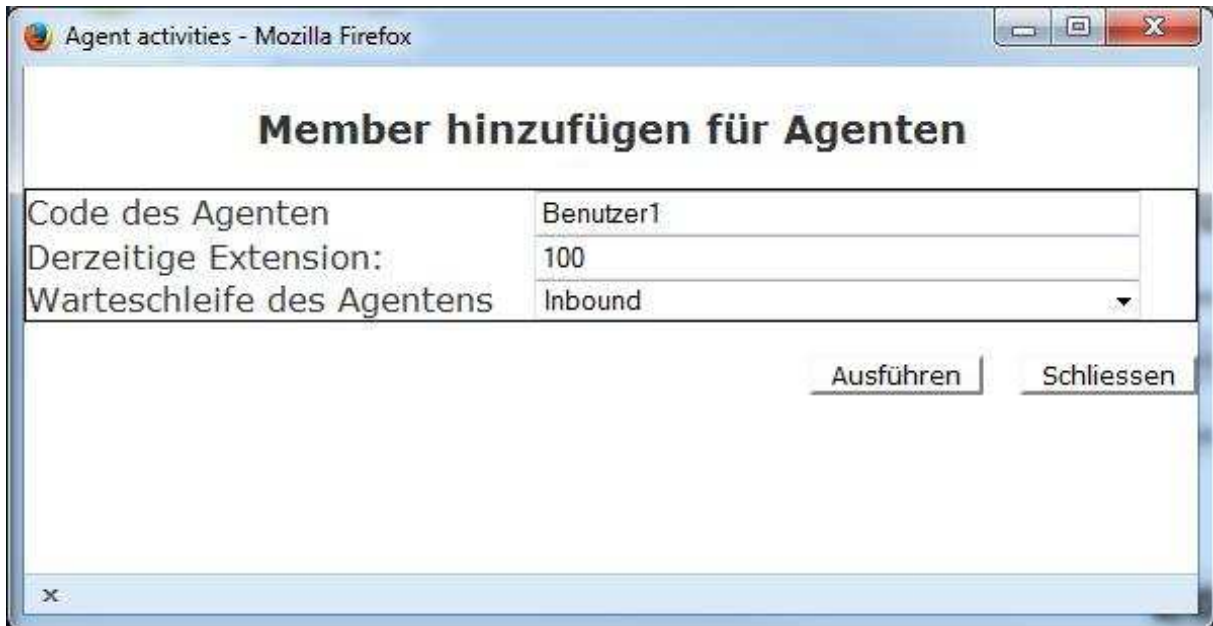 Agent activities - Mozilla Firefox
Member hinzufügen für Agenten
Code des Agenten Benutzer1
Derzeitige Extension: 100
Warteschleife des Agentens Inbound
Ausführen Schliessen